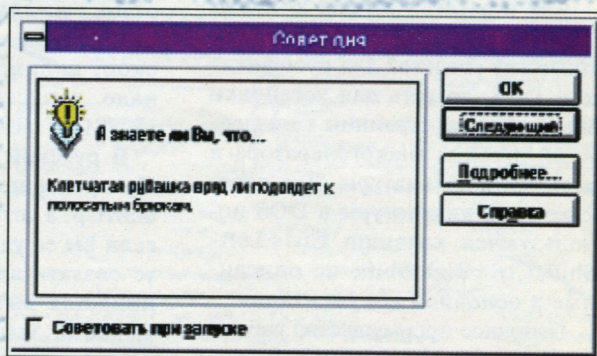 Совет дня
А знаете ли Вы, что...
Клетчатая рубашка вряд ли подойдет к
полосатым брюкам.
OK
Следующий
Подробнее...
Справка
Советовать при запуске